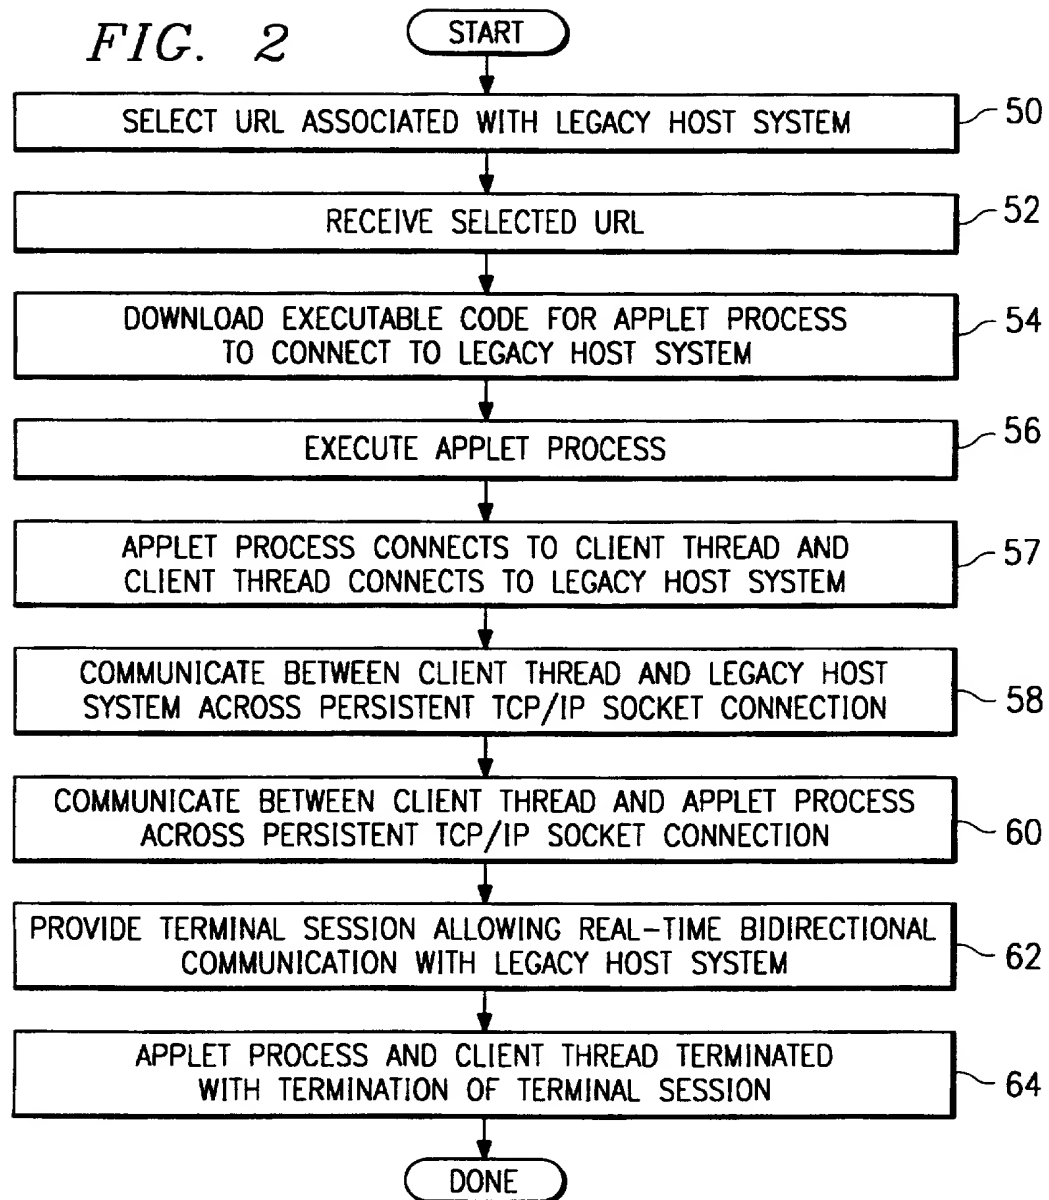 FIG. 2
START
SELECT URL ASSOCIATED WITH LEGACY HOST SYSTEM
50
RECEIVE SELECTED URL
52
DOWNLOAD EXECUTABLE CODE FOR APPLET PROCESS
TO CONNECT TO LEGACY HOST SYSTEM
54
EXECUTE APPLET PROCESS
56
APPLET PROCESS CONNECTS TO CLIENT THREAD AND
CLIENT THREAD CONNECTS TO LEGACY HOST SYSTEM
57
COMMUNICATE BETWEEN CLIENT THREAD AND LEGACY HOST
SYSTEM ACROSS PERSISTENT TCP/IP SOCKET CONNECTION
58
COMMUNICATE BETWEEN CLIENT THREAD AND APPLET PROCESS
ACROSS PERSISTENT TCP/IP SOCKET CONNECTION
60
PROVIDE TERMINAL SESSION ALLOWING REAL-TIME BIDIRECTIONAL
COMMUNICATION WITH LEGACY HOST SYSTEM
62
APPLET PROCESS AND CLIENT THREAD TERMINATED
WITH TERMINATION OF TERMINAL SESSION
64
DONE